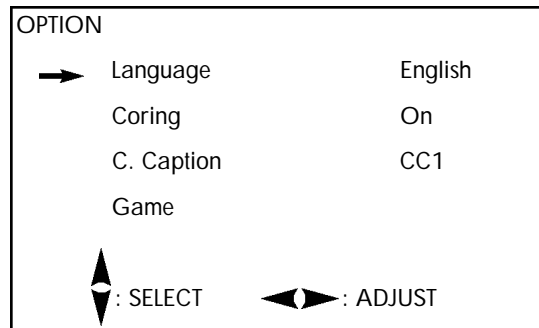 OPTION
Language English
Coring On
C. Caption CC1
Game
: SELECT : ADJUST